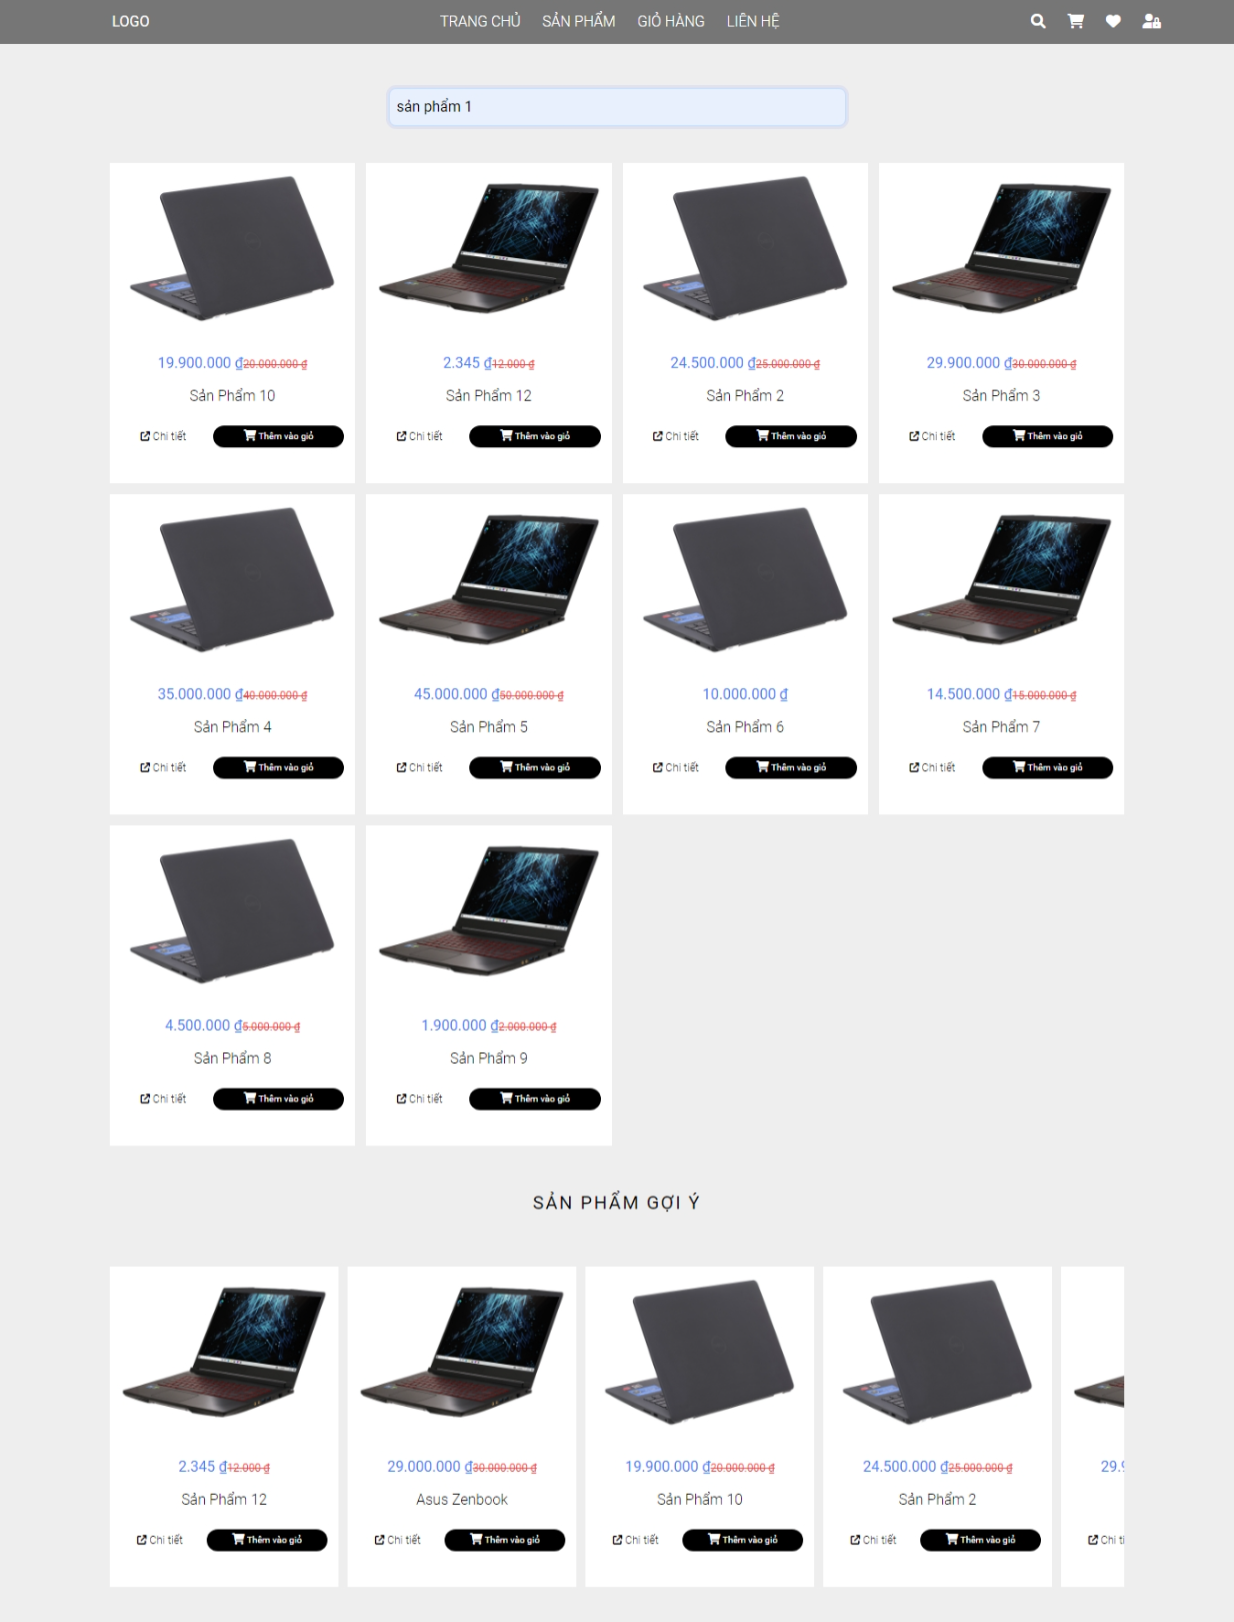 LOGO TRANG CHỦ SẢN PHẨM GIỎ HÀNG LIÊN HỆ
sản phẩm 1
19.900.000 ₫20.000.000 ₫ 2.345 ₫12.000 ₫ 24.500.000 ₫25.000.000 ₫ 29.900.000 ₫30.000.000 ₫
Sản Phẩm 10 Sản Phẩm 12 Sản Phẩm 2 Sản Phẩm 3
Chi tiết Thêm vào giỏ Chi tiết Thêm vào giỏ Chi tiết Thêm vào giỏ Chi tiết Thêm vào giỏ
35.000.000 ₫40.000.000 ₫ 45.000.000 ₫50.000.000 ₫ 10.000.000 ₫ 14.500.000 ₫15.000.000 ₫
Sản Phẩm 4 Sản Phẩm 5 Sản Phẩm 6 Sản Phẩm 7
Chi tiết Thêm vào giỏ Chi tiết Thêm vào giỏ Chi tiết Thêm vào giỏ Chi tiết Thêm vào giỏ
4.500.000 ₫5.000.000 ₫ 1.900.000 ₫2.000.000 ₫
Sản Phẩm 8 Sản Phẩm 9
Chi tiết Thêm vào giỏ Chi tiết Thêm vào giỏ
SẢN PHẨM GỢI Ý
2.345 ₫12.000 ₫ 29.000.000 ₫30.000.000 ₫ 19.900.000 ₫20.000.000 ₫ 24.500.000 ₫25.000.000 ₫ 29.9
Sản Phẩm 12 Asus Zenbook Sản Phẩm 10 Sản Phẩm 2
Chi tiết Thêm vào giỏ Chi tiết Thêm vào giỏ Chi tiết Thêm vào giỏ Chi tiết Thêm vào giỏ Chi ti